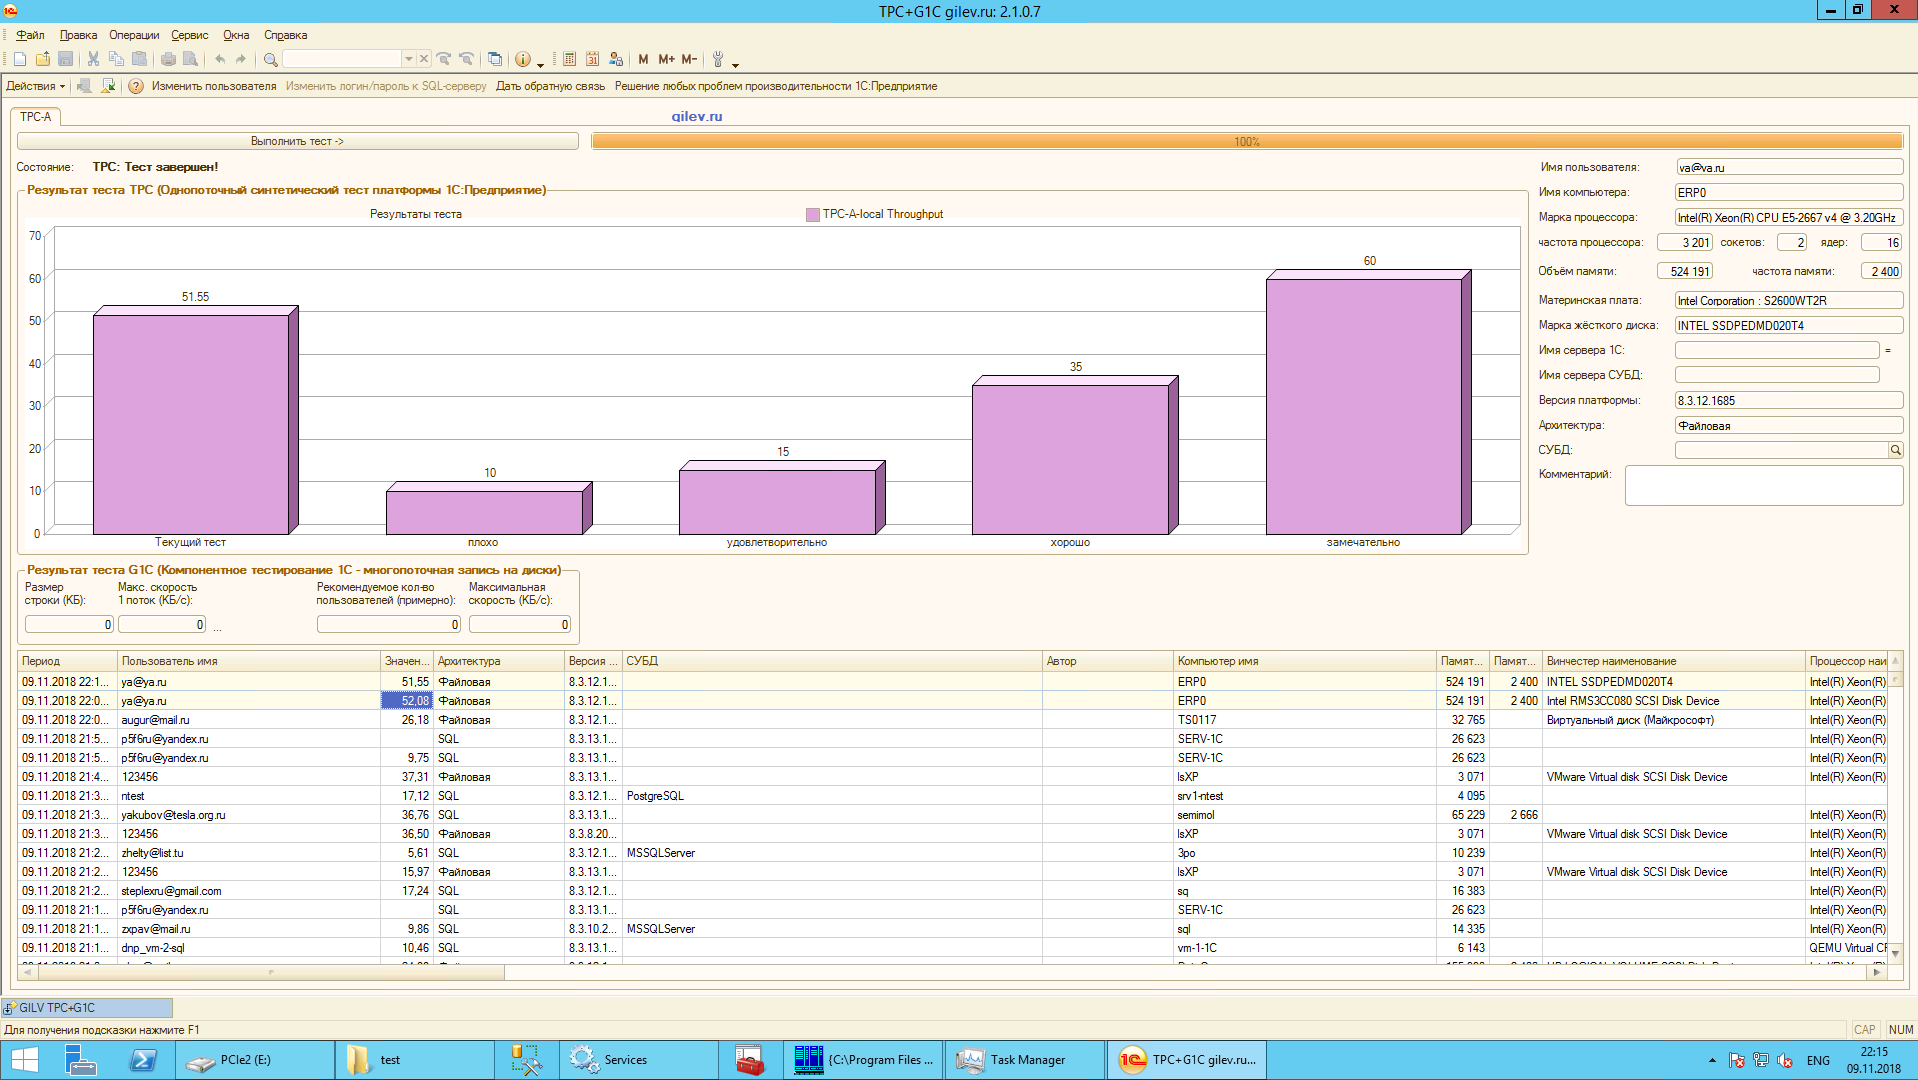 TPC+G1C gilev.ru: 2.1.0.7
Файл Правка Операции Сервис Окна Справка
M M+ M-
Действия Изменить пользователя Изменить логин/пароль к SQL-серверу Дать обратную связь Решение любых проблем производительности 1С:Предприятие
TPC-A
gilev.ru
Выполнить тест ->
100%
Состояние: TPC: Тест завершен!
Результат теста TPC (Однопоточный синтетический тест платформы 1С:Предприятие)
Результаты теста
TPC-A-local Throughput
70
60
50
40
30
20
10
0
51.55
10
15
35
60
Текущий тест
плохо
удовлетворительно
хорошо
замечательно
Имя пользователя: ya@ya.ru
Имя компьютера: ERP0
Марка процессора: Intel(R) Xeon(R) CPU E5-2667 v4 @ 3.20GHz
частота процессора: 3 201 сокетов: 2 ядер: 16
Объём памяти: 524 191 частота памяти: 2 400
Материнская плата: Intel Corporation : S2600WT2R
Марка жёсткого диска: INTEL SSDPEDMD020T4
Имя сервера 1С: =
Имя сервера СУБД:
Версия платформы: 8.3.12.1685
Архитектура: Файловая
СУБД:
Комментарий:
Результат теста G1C (Компонентное тестирование 1С - многопоточная запись на диски)
Размер строки (КБ): 0
Макс. скорость 1 поток (КБ/с): 0 ...
Рекомендуемое кол-во пользователей (примерно): 0
Максимальная скорость (КБ/с): 0
Период Пользователь имя Значен... Архитектура Версия ... СУБД Автор Компьютер имя Памят... Памят... Винчестер наименование Процессор наи
09.11.2018 22:1... ya@ya.ru 51,55 Файловая 8.3.12.1... ERP0 524 191 2 400 INTEL SSDPEDMD020T4 Intel(R) Xeon(R)
09.11.2018 22:0... ya@ya.ru 52,08 Файловая 8.3.12.1... ERP0 524 191 2 400 Intel RMS3CC080 SCSI Disk Device Intel(R) Xeon(R)
09.11.2018 22:0... augur@mail.ru 26,18 Файловая 8.3.12.1... TS0117 32 765 Виртуальный диск (Майкрософт) Intel(R) Xeon(R)
09.11.2018 21:5... p5f6ru@yandex.ru SQL 8.3.13.1... SERV-1C 26 623 Intel(R) Xeon(R)
09.11.2018 21:5... p5f6ru@yandex.ru 9,75 SQL 8.3.13.1... SERV-1C 26 623 Intel(R) Xeon(R)
09.11.2018 21:4... 123456 37,31 Файловая 8.3.13.1... lsXP 3 071 VMware Virtual disk SCSI Disk Device Intel(R) Xeon(R)
09.11.2018 21:3... ntest 17,12 SQL 8.3.12.1... PostgreSQL srv1-ntest 4 095
09.11.2018 21:3... yakubov@tesla.org.ru 36,76 SQL 8.3.13.1... semimol 65 229 2 666 Intel(R) Xeon(R)
09.11.2018 21:3... 123456 36,50 Файловая 8.3.8.20... lsXP 3 071 VMware Virtual disk SCSI Disk Device Intel(R) Xeon(R)
09.11.2018 21:2... zhelty@list.tu 5,61 SQL 8.3.12.1... MSSQLServer 3po 10 239 Intel(R) Xeon(R)
09.11.2018 21:2... 123456 15,97 Файловая 8.3.13.1... lsXP 3 071 VMware Virtual disk SCSI Disk Device Intel(R) Xeon(R)
09.11.2018 21:2... steplexru@gmail.com 17,24 SQL 8.3.12.1... sq 16 383 Intel(R) Xeon(R)
09.11.2018 21:1... p5f6ru@yandex.ru SQL 8.3.13.1... SERV-1C 26 623 Intel(R) Xeon(R)
09.11.2018 21:1... zxpav@mail.ru 9,86 SQL 8.3.10.2... MSSQLServer sql 14 335 Intel(R) Xeon(R)
09.11.2018 21:1... dnp_vm-2-sql 10,46 SQL 8.3.13.1... vm-1-1C 6 143 QEMU Virtual CP
GILV TPC+G1C
Для получения подсказки нажмите F1
CAP NUM
PCIe2 (E:) test Services {C:\Program Files ... Task Manager TPC+G1C gilev.ru... ENG
22:15
09.11.2018